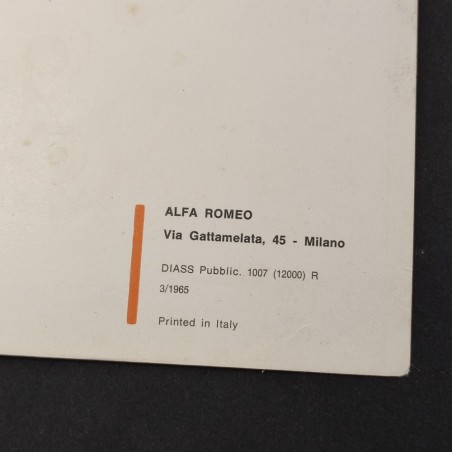 ALFA ROMEO
Via Gattamelata, 45 - Milano
DIASS Pubblic. 1007 (12000) R
3/1965
Printed in Italy